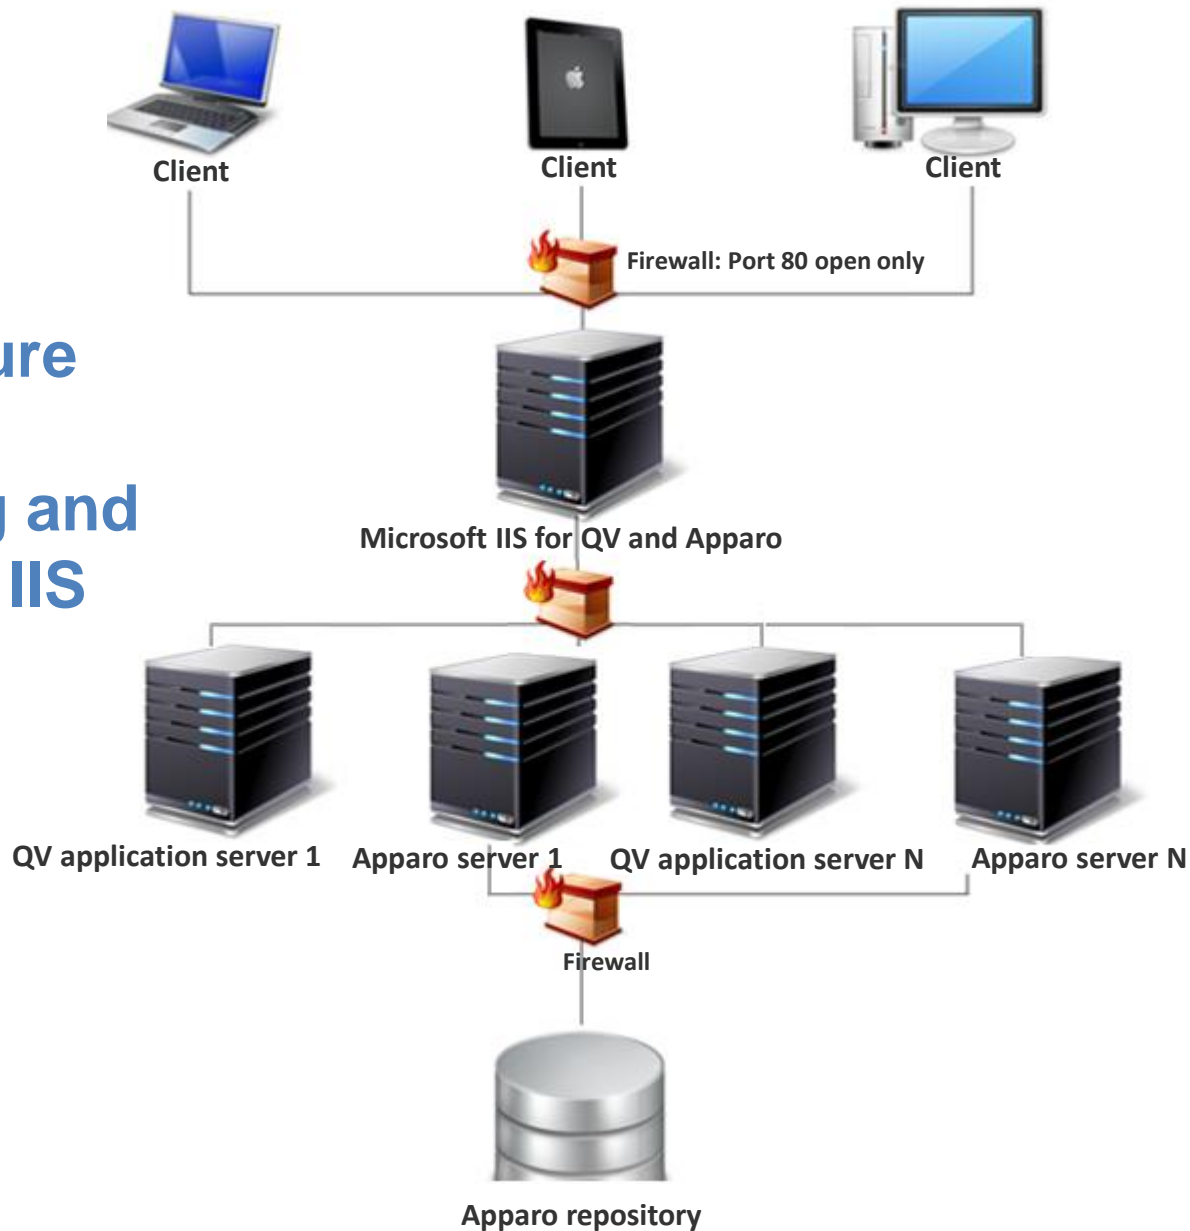 Client
Client
Client
Firewall: Port 80 open only
ure
g and
IIS
Microsoft IIS for QV and Apparo
QV application server 1
Apparo server 1
QV application server N
Apparo server N
Firewall
Apparo repository